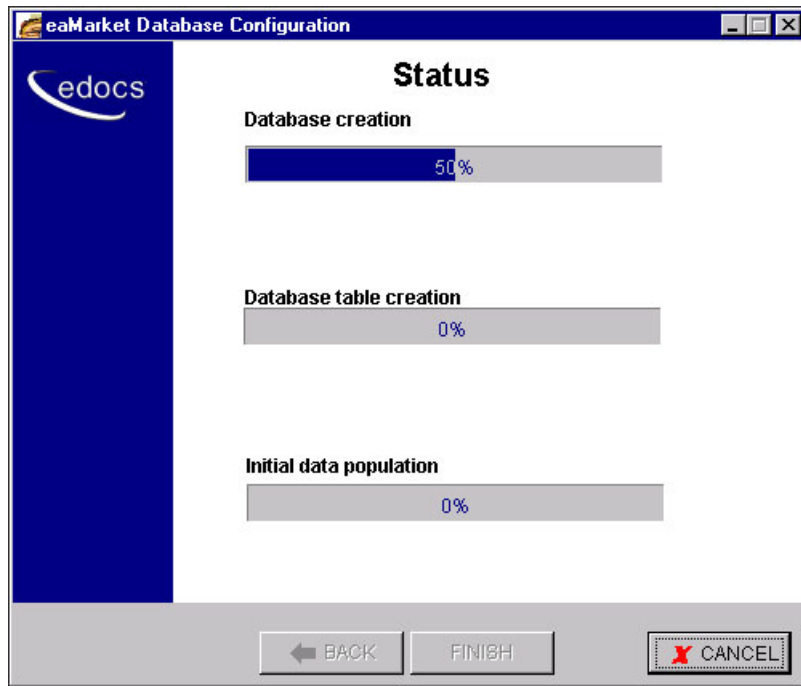 eaMarket Database Configuration
edocs
Status
Database creation
50%
Database table creation
0%
Initial data population
0%
BACK
FINISH
CANCEL